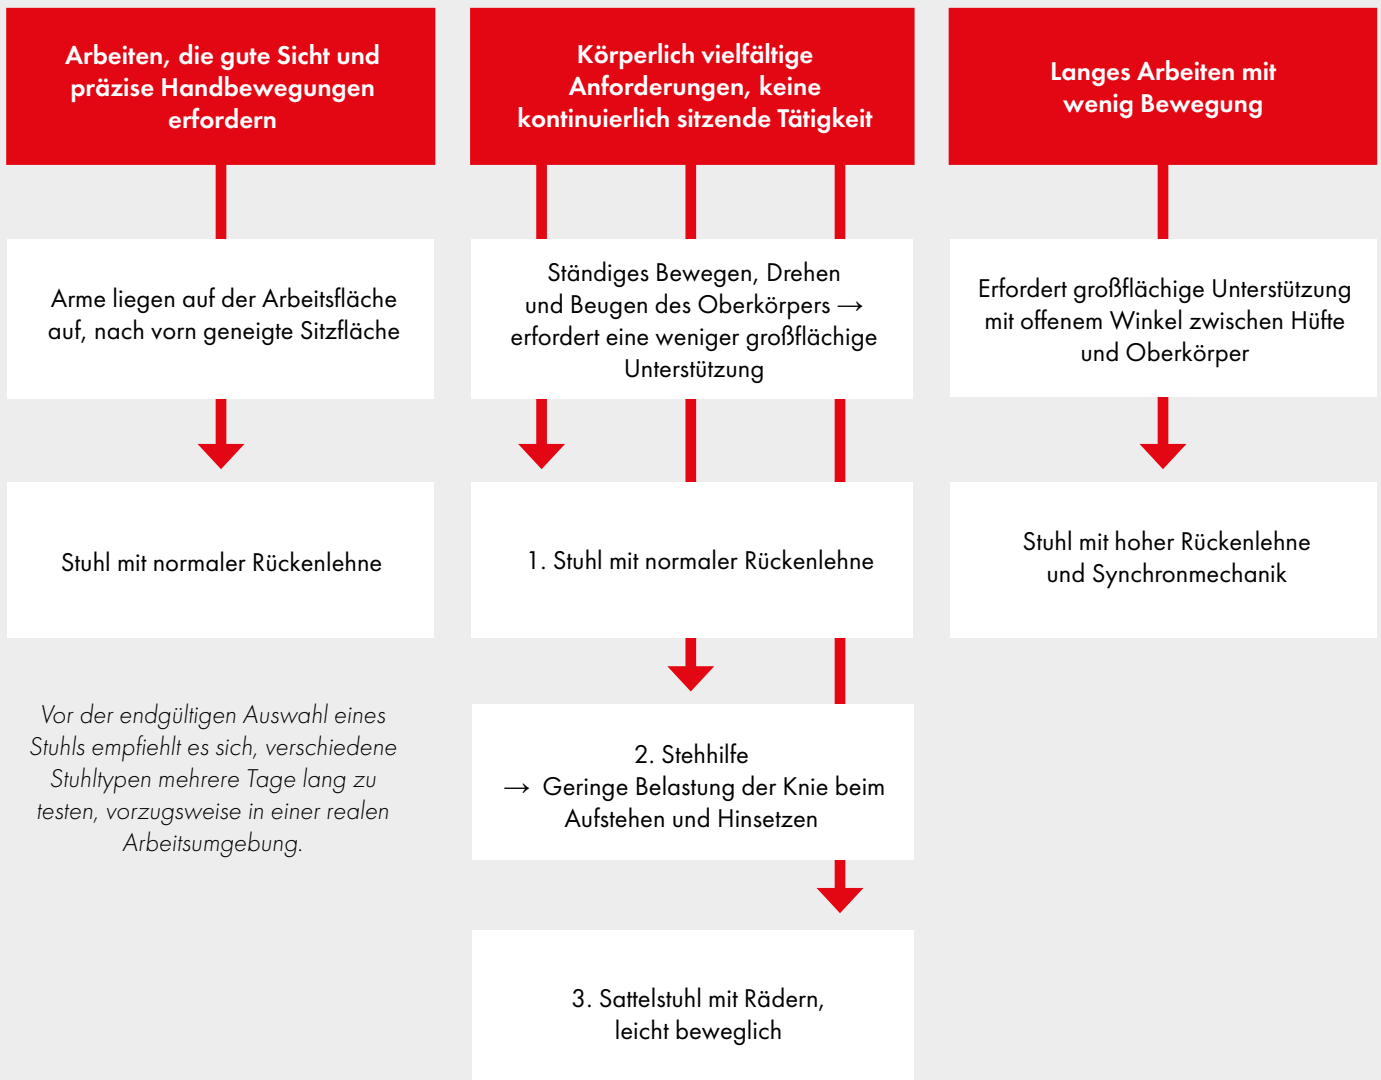 Arbeiten, die gute Sicht und
präzise Handbewegungen
erfordern
Arme liegen auf der Arbeitsfläche
auf, nach vorn geneigte Sitzfläche
Stuhl mit normaler Rückenlehne
Vor der endgültigen Auswahl eines
Stuhls empfiehlt es sich, verschiedene
Stuhltypen mehrere Tage lang zu
testen, vorzugsweise in einer realen
Arbeitsumgebung.
Körperlich vielfältige
Anforderungen, keine
kontinuierlich sitzende Tätigkeit
Ständiges Bewegen, Drehen
und Beugen des Oberkörpers →
erfordert eine weniger großflächige
Unterstützung
1. Stuhl mit normaler Rückenlehne
2. Stehhilfe
→ Geringe Belastung der Knie beim
Aufstehen und Hinsetzen
3. Sattelstuhl mit Rädern,
leicht beweglich
Langes Arbeiten mit
wenig Bewegung
Erfordert großflächige Unterstützung
mit offenem Winkel zwischen Hüfte
und Oberkörper
Stuhl mit hoher Rückenlehne
und Synchronmechanik